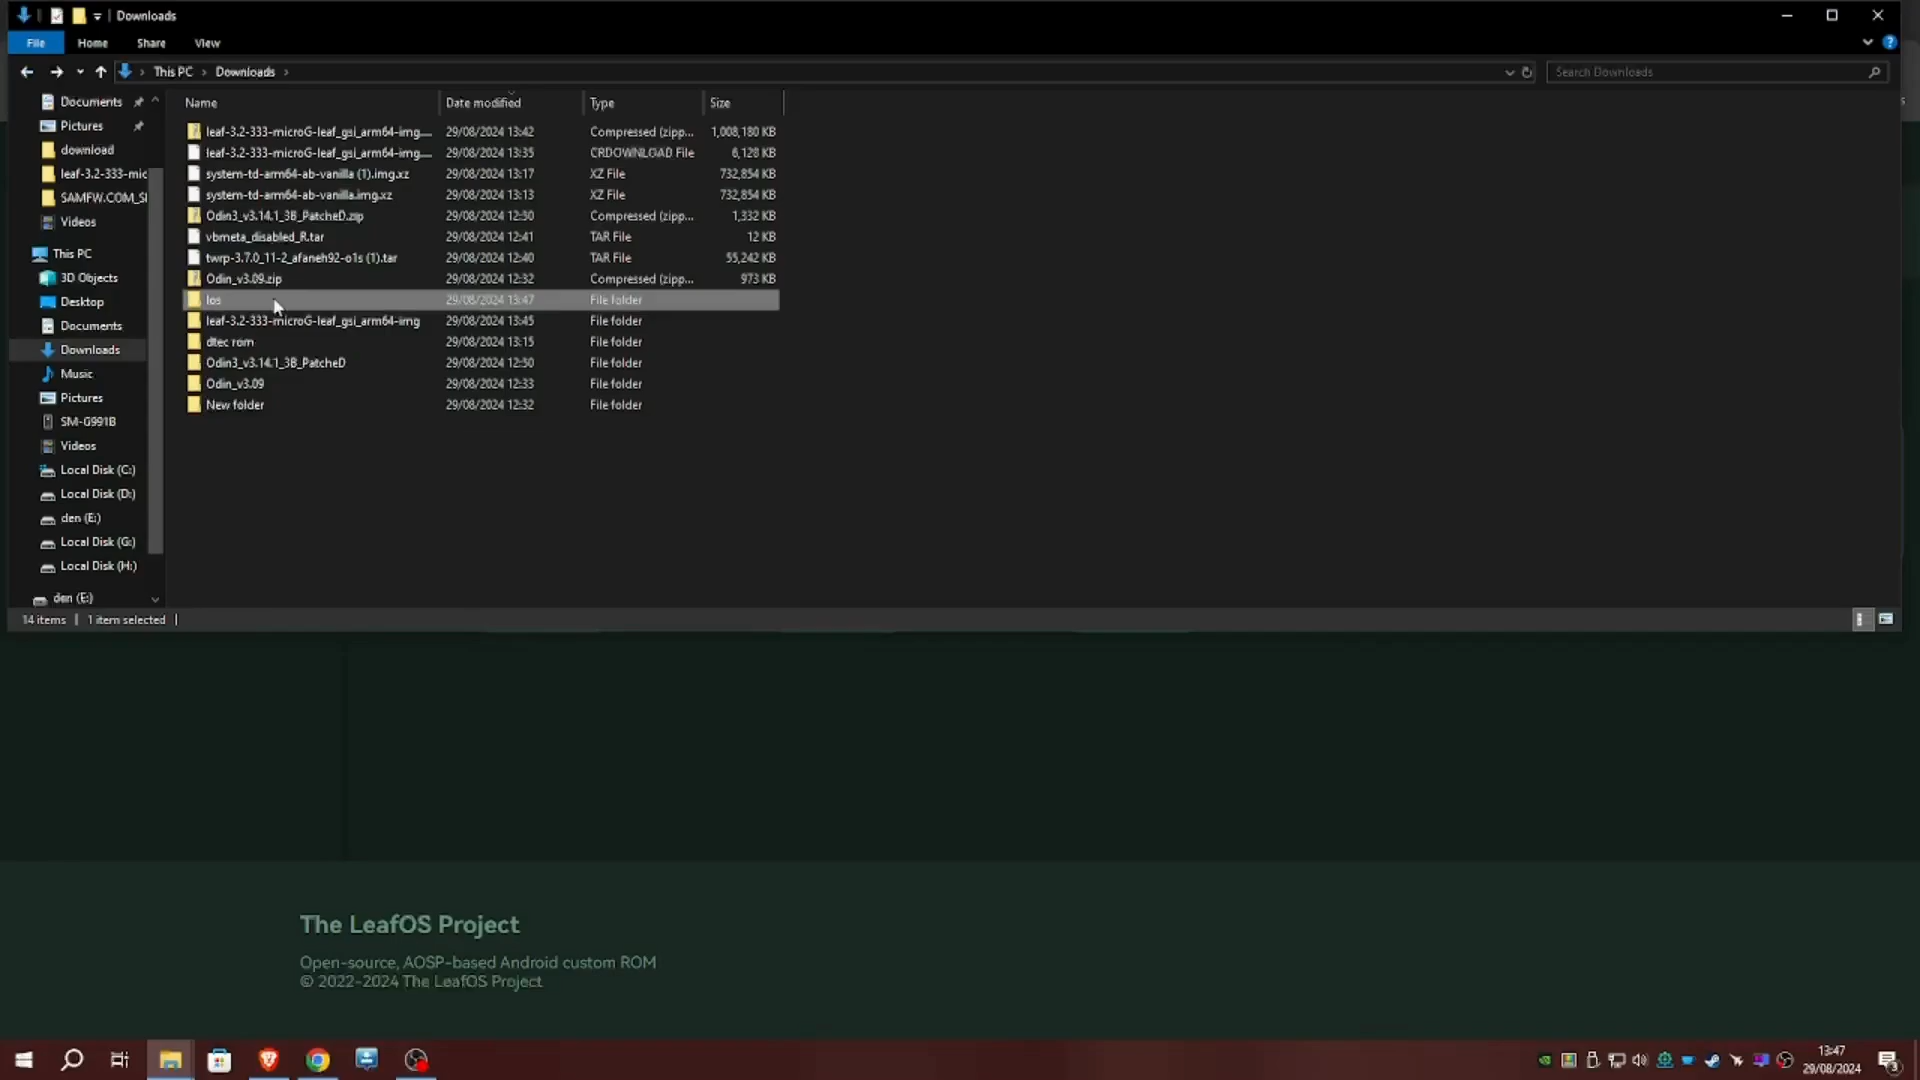 Downloads
File Home Share View
This PC Downloads Search Downloads
Documents
Pictures
download
leaf-3.2-333-mic
SAMFW.COM_S
Videos
This PC
3D Objects
Desktop
Documents
Downloads
Music
Pictures
SM-G991B
Videos
Local Disk (C:)
Local Disk (D:)
den (E:)
Local Disk (G:)
Local Disk (H:)
den (E:)
Name Date modified Type Size
leaf-3.2-333-microG-leaf_gsi_arm64-img.... 29/08/2024 13:42 Compressed (zipp... 1,008,180 KB
leaf-3.2-333-microG-leaf_gsi_arm64-img.... 29/08/2024 13:35 CRDOWNLOAD File 6,128 KB
system-td-arm64-ab-vanilla (1).img.xz 29/08/2024 13:17 XZ File 732,854 KB
system-td-arm64-ab-vanilla.img.xz 29/08/2024 13:13 XZ File 732,854 KB
Odin3_v3.14.1_3B_PatcheD.zip 29/08/2024 12:50 Compressed (zipp... 1,332 KB
vbmeta_disabled_R.tar 29/08/2024 12:41 TAR File 12 KB
twrp-3.7.0_11-2_afaneh92-o1s (1).tar 29/08/2024 12:40 TAR File 55,242 KB
Odin_v3.09.zip 29/08/2024 12:32 Compressed (zipp... 973 KB
los 29/08/2024 13:47 File folder
leaf-3.2-333-microG-leaf_gsi_arm64-img 29/08/2024 13:45 File folder
dtec rom 29/08/2024 13:15 File folder
Odin3_v3.14.1_3B_PatcheD 29/08/2024 12:50 File folder
Odin_v3.09 29/08/2024 12:33 File folder
New folder 29/08/2024 12:32 File folder
14 items 1 item selected
The LeafOS Project
Open-source, AOSP-based Android custom ROM
© 2022-2024 The LeafOS Project
13:47
29/08/2024
3